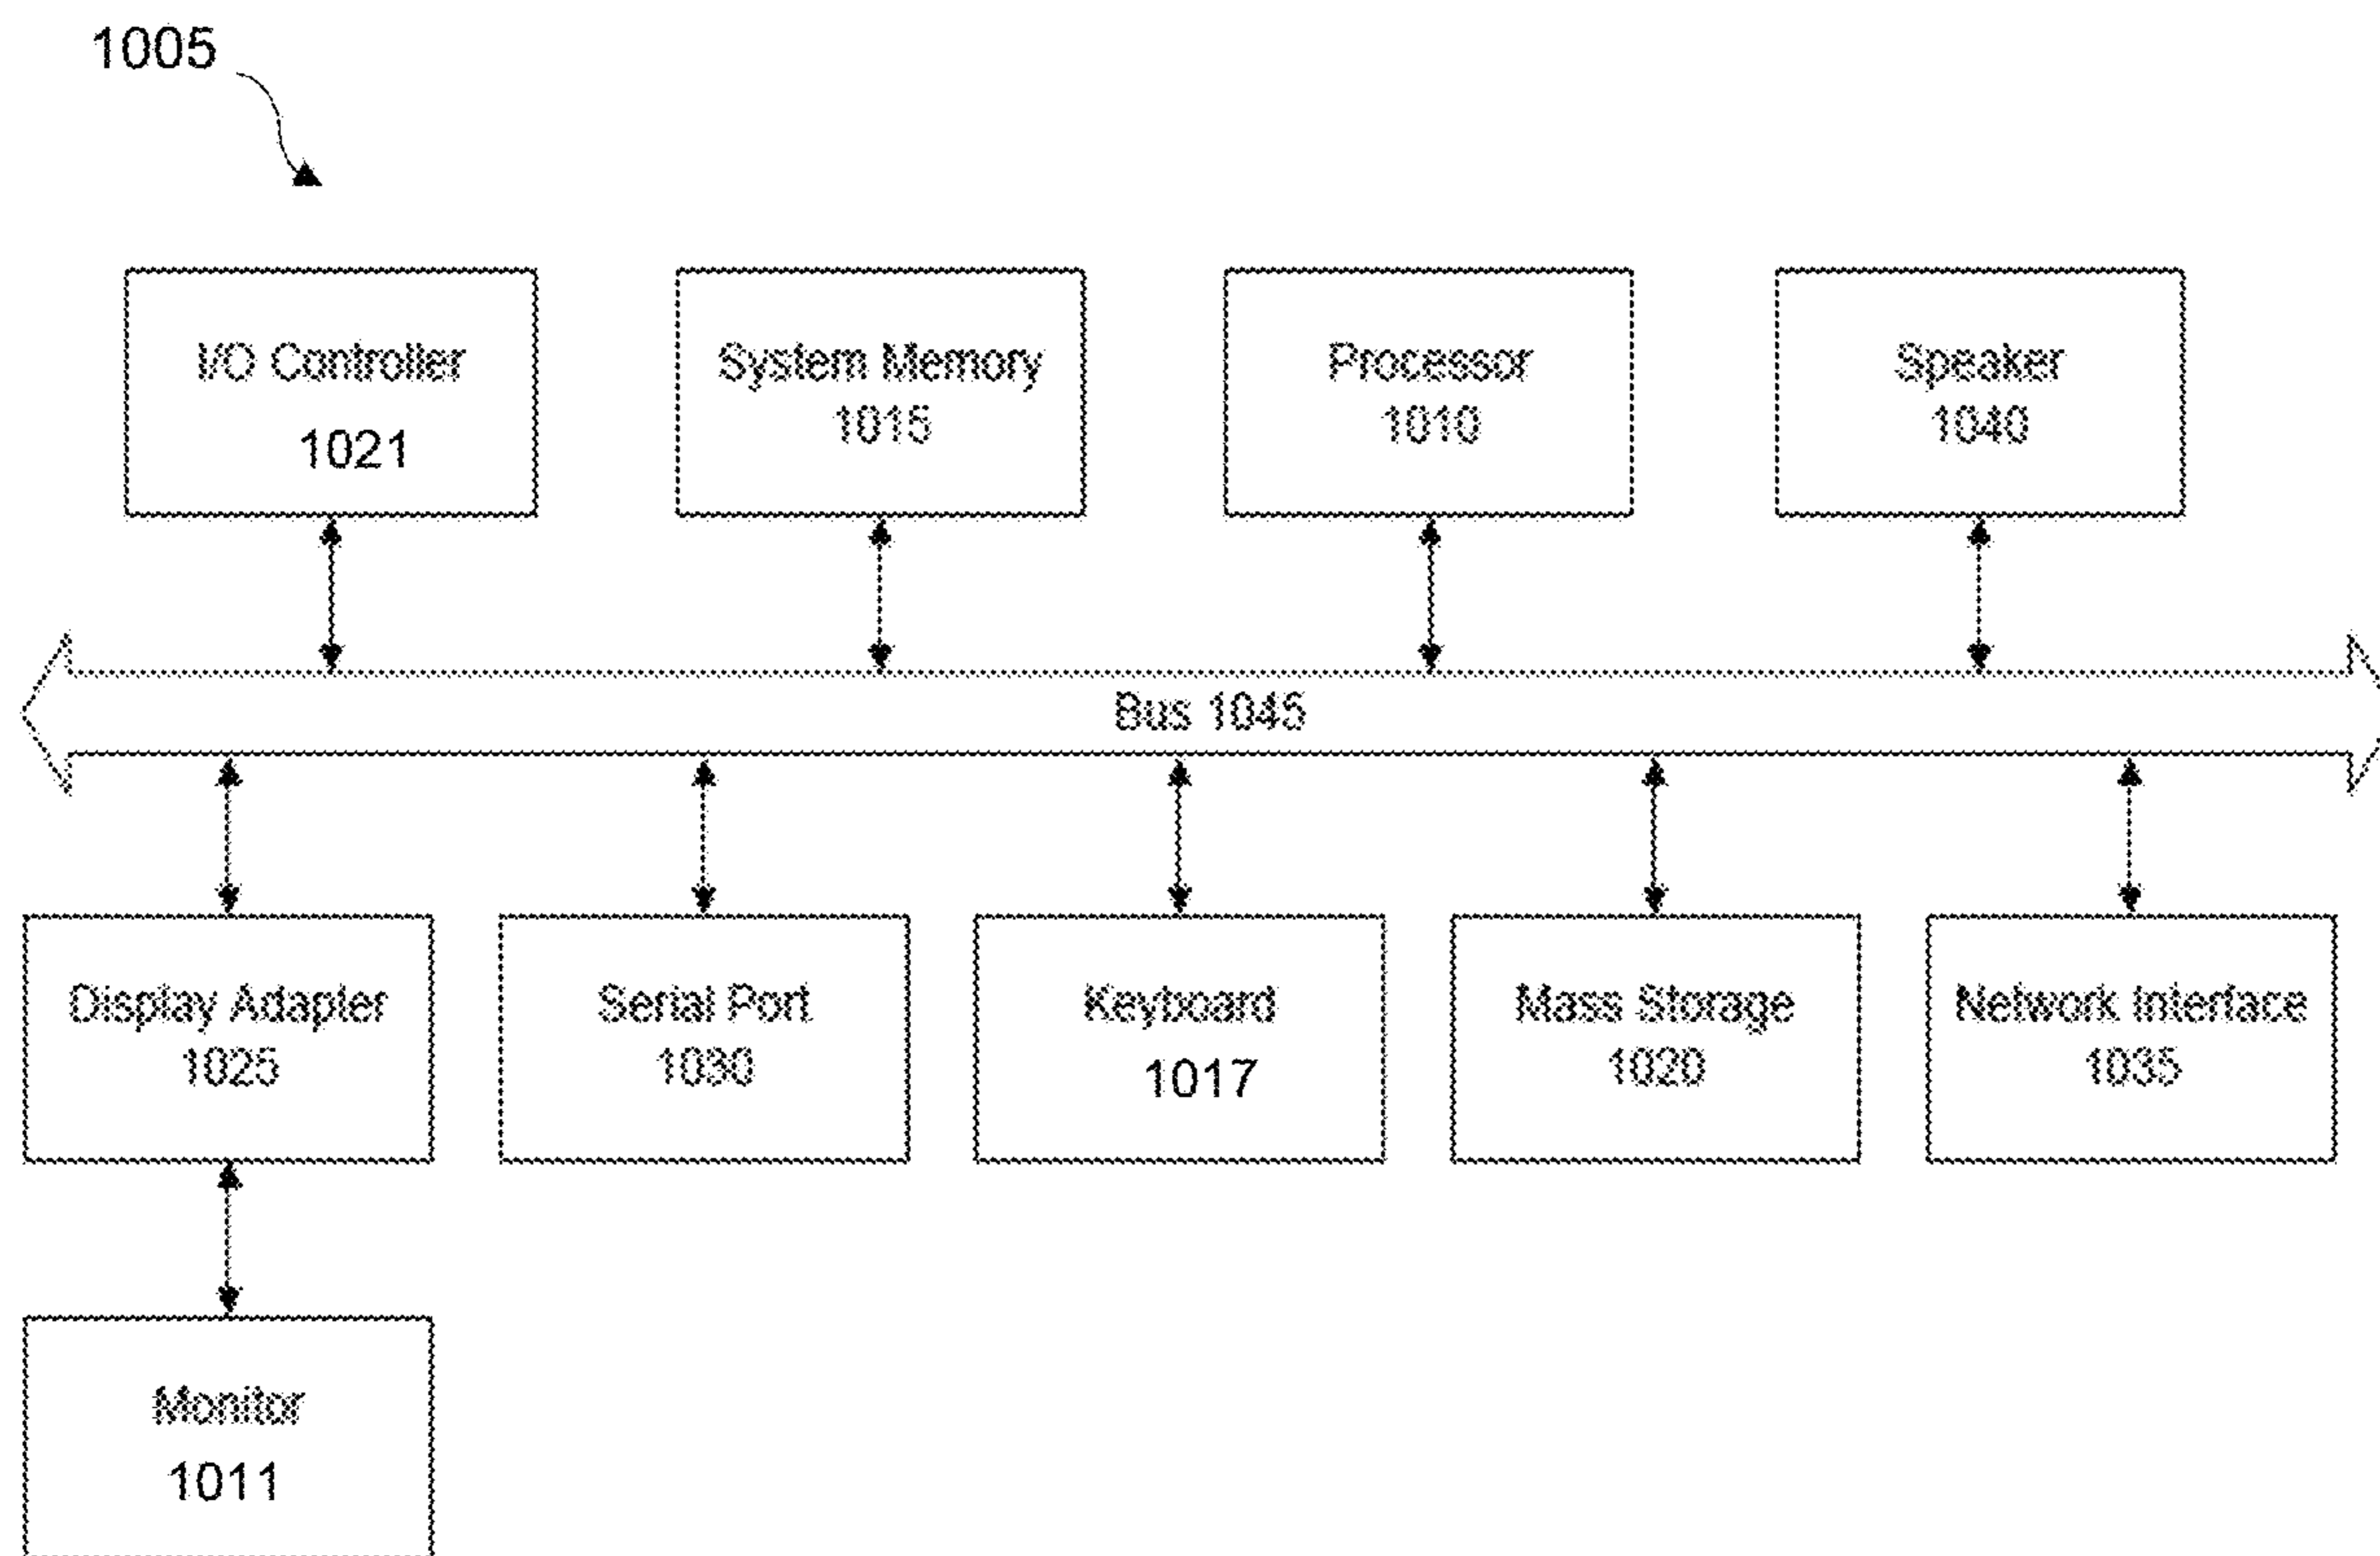 1005
I/O Controller
1021
System Memory
1015
Processor
1010
Speaker
1040
Bus 1045
Display Adapter
1025
Serial Port
1030
Keyboard
1017
Mass Storage
1020
Network Interface
1035
Monitor
1011